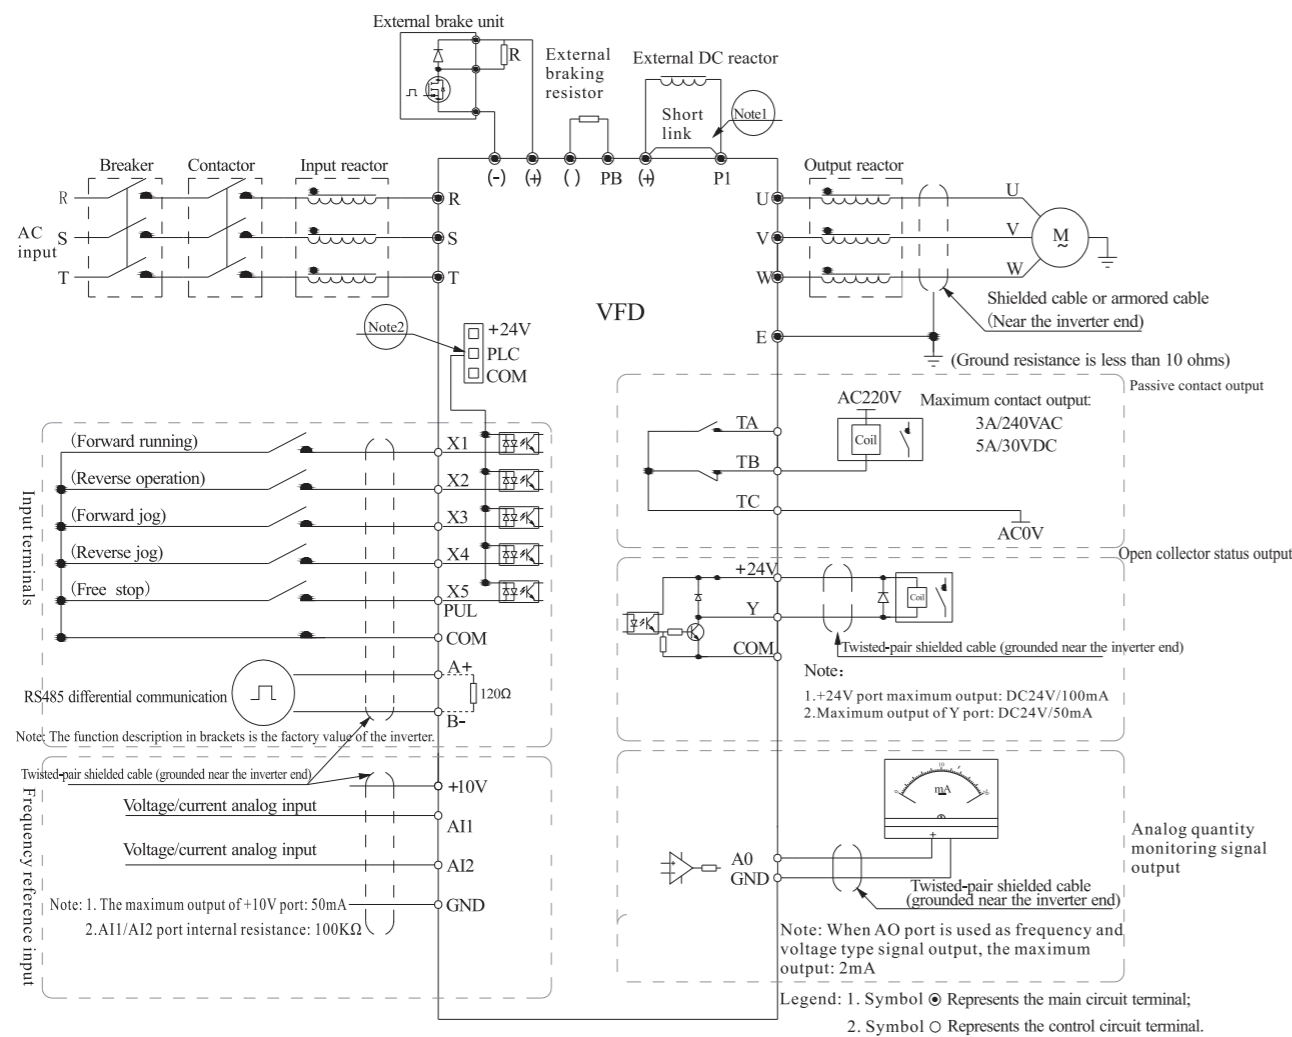 External brake unit
R
External
braking
resistor
External DC reactor
Short
link
Note1
Breaker
Contactor
Input reactor
(-)
(+)
( )
PB
(+)
P1
Output reactor
R
R
U
U
AC
input
S
S
V
V
M
~
T
T
W
W
VFD
Shielded cable or armored cable
(Near the inverter end)
Note2
+24V
PLC
COM
E
(Ground resistance is less than 10 ohms)
Passive contact output
AC220V
Maximum contact output:
3A/240VAC
5A/30VDC
Coil
TA
TB
TC
AC0V
Input terminals
(Forward running)
X1
(Reverse operation)
X2
(Forward jog)
X3
(Reverse jog)
X4
(Free stop)
X5
PUL
COM
A+
RS485 differential communication
120Ω
B-
Note: The function description in brackets is the factory value of the inverter.
Open collector status output
+24V
Y
COM
Coil
Twisted-pair shielded cable (grounded near the inverter end)
Note:
1.+24V port maximum output: DC24V/100mA
2.Maximum output of Y port: DC24V/50mA
Twisted-pair shielded cable (grounded near the inverter end)
Frequency reference input
+10V
Voltage/current analog input
AI1
Voltage/current analog input
AI2
Note: 1. The maximum output of +10V port: 50mA
GND
2.AI1/AI2 port internal resistance: 100KΩ
0
10
20
mA
+
A0
GND
Analog quantity
monitoring signal
output
Twisted-pair shielded cable
(grounded near the inverter end)
Note: When AO port is used as frequency and
voltage type signal output, the maximum
output: 2mA
Legend: 1. Symbol Represents the main circuit terminal;
2. Symbol Represents the control circuit terminal.